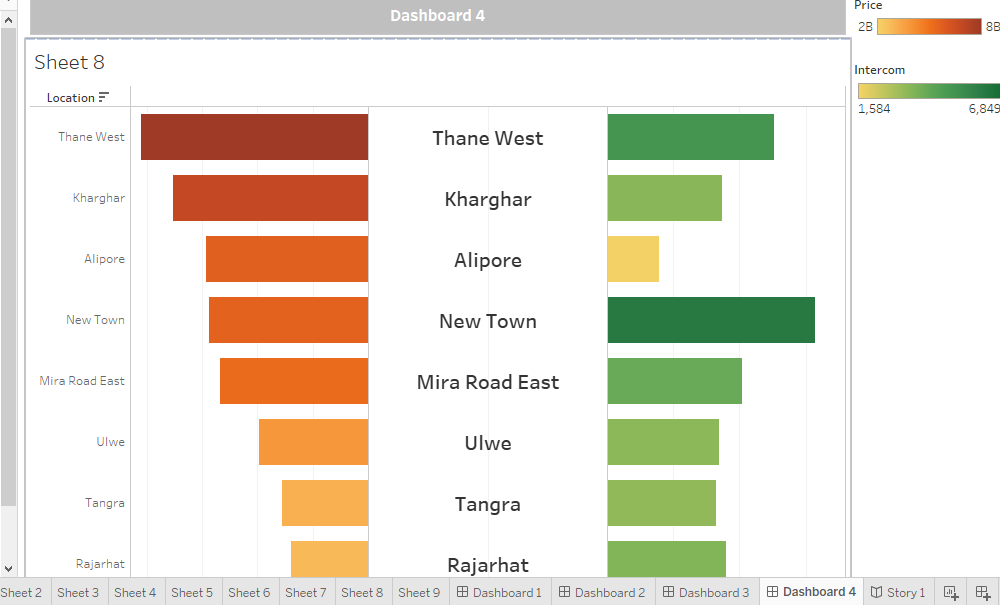 Dashboard 4
Price
2B 8B
Intercom
1,584 6,849
Sheet 8
Location
Thane West Thane West
Kharghar Kharghar
Alipore Alipore
New Town New Town
Mira Road East Mira Road East
Ulwe Ulwe
Tangra Tangra
Rajarhat Rajarhat
Sheet 2 Sheet 3 Sheet 4 Sheet 5 Sheet 6 Sheet 7 Sheet 8 Sheet 9 Dashboard 1 Dashboard 2 Dashboard 3 Dashboard 4 Story 1